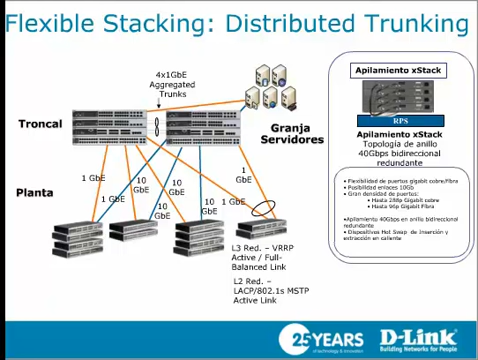 Flexible Stacking: Distributed Trunking
4x1GbE
Aggregated
Trunks
Troncal
Granja
Servidores
Planta
1 GbE
1 GbE
10
GbE
10
GbE
10
GbE
1 GbE
1
GbE
L3 Red. – VRRP
Active / Full-
Balanced Link
L2 Red. –
LACP/802.1s MSTP
Active Link
Apilamiento xStack
RPS
Apilamiento xStack
Topología de anillo
40Gbps bidireccional
redundante
• Flexibilidad de puertos gigabit cobre/Fibra
• Posibilidad enlaces 10Gb
• Gran densidad de puertos:
• Hasta 288p Gigabit cobre
• Hasta 96p Gigabit Fibra
•Apilamiento 40Gbps en anillo bidireccional
redundante
• Dispositivos Hot Swap de Inserción y
extracción en caliente
25 YEARS
of technology & innovation
D-Link
Building Networks for People